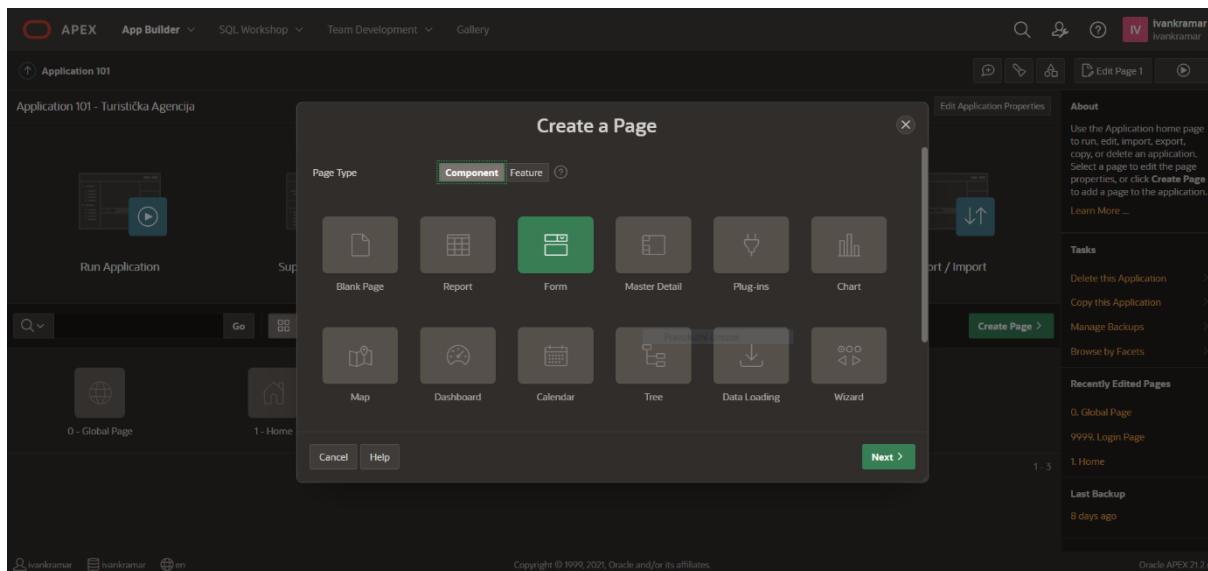 APEX App Builder SQL Workshop Team Development Gallery
IV ivankramar
ivankramar
Application 101
Edit Page 1
Application 101 - Turistička Agencija
Edit Application Properties
Run Application
Sup
ort / Import
Go
Create Page >
0 - Global Page
1 - Home
1 - 3
Create a Page
Page Type
Component Feature
Blank Page Report Form Master Detail Plug-ins Chart
Map Dashboard Calendar Tree Data Loading Wizard
Cancel Help Next >
About
Use the Application home page
to run, edit, import, export,
copy, or delete an application.
Select a page to edit the page
properties, or click Create Page
to add a page to the application.
Learn More ...
Tasks
Delete this Application
Copy this Application
Manage Backups
Browse by Facets
Recently Edited Pages
0. Global Page
9999. Login Page
1. Home
Last Backup
8 days ago
ivankramar ivankramar en
Copyright © 1999, 2021, Oracle and/or its affiliates.
Oracle APEX 21.2.